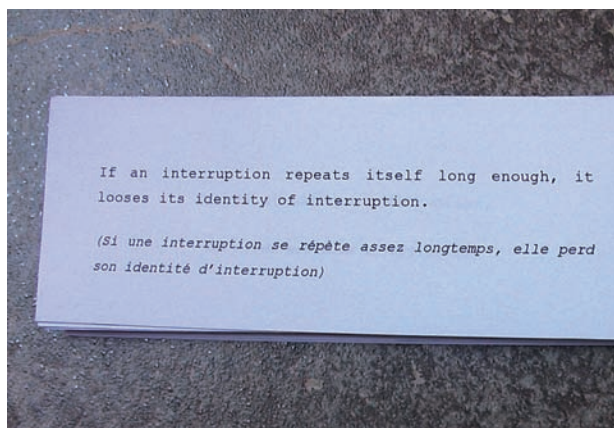 If an interruption repeats itself long enough, it
looses its identity of interruption.
(Si une interruption se répète assez longtemps, elle perd
son identité d'interruption)